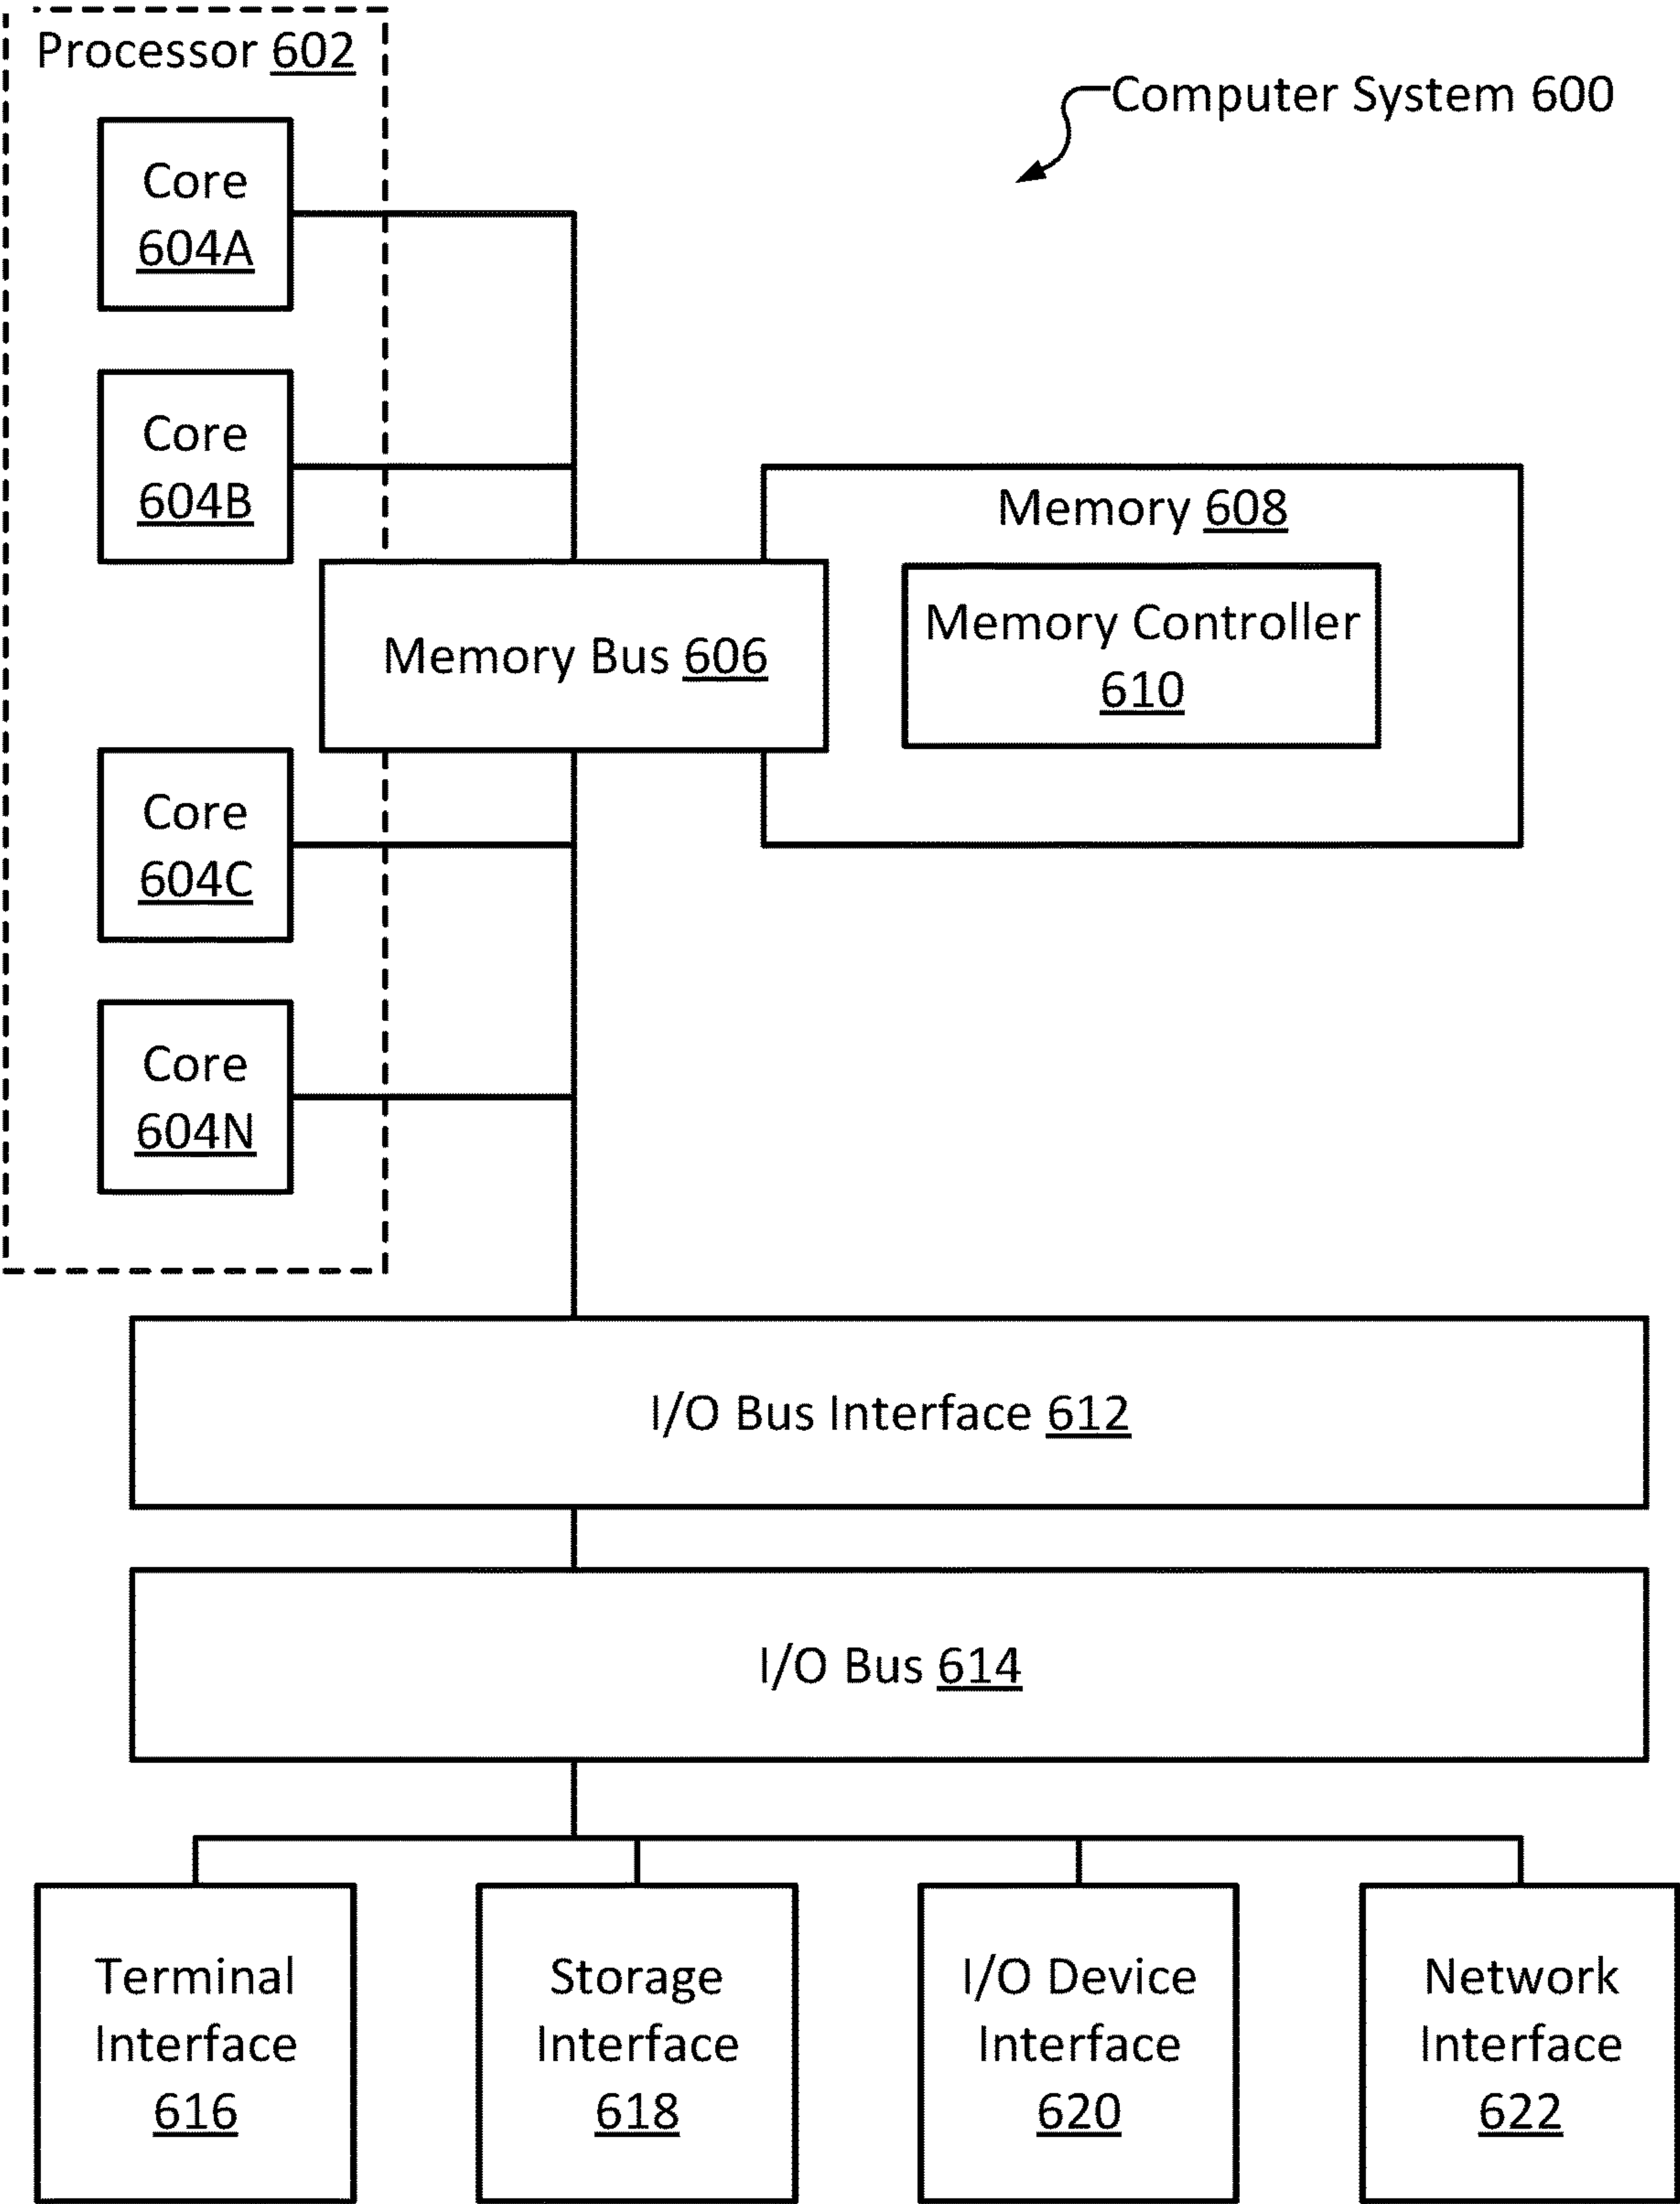 Processor 602
Computer System 600
Core
604A
Core
604B
Memory 608
Memory Controller
610
Memory Bus 606
Core
604C
Core
604N
I/O Bus Interface 612
I/O Bus 614
Terminal
Interface
616
Storage
Interface
618
I/O Device
Interface
620
Network
Interface
622